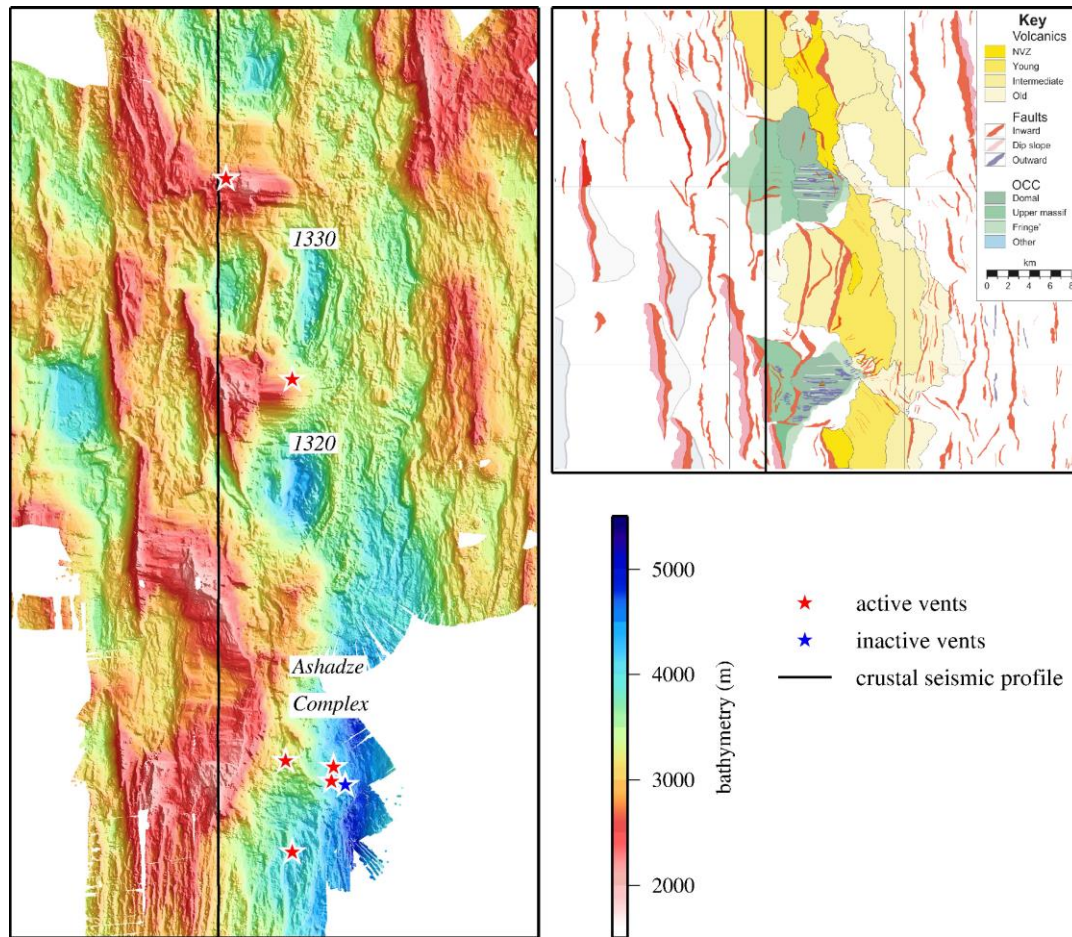 1330
1320
Ashadze
Complex
Key
Volcanics
NVZ
Young
Intermediate
Old
Faults
Inward
Dip slope
Outward
OCC
Domal
Upper massif
Fringe'
Other
km
0 2 4 6 8
5000
4000
3000
2000
bathymetry (m)
active vents
inactive vents
crustal seismic profile